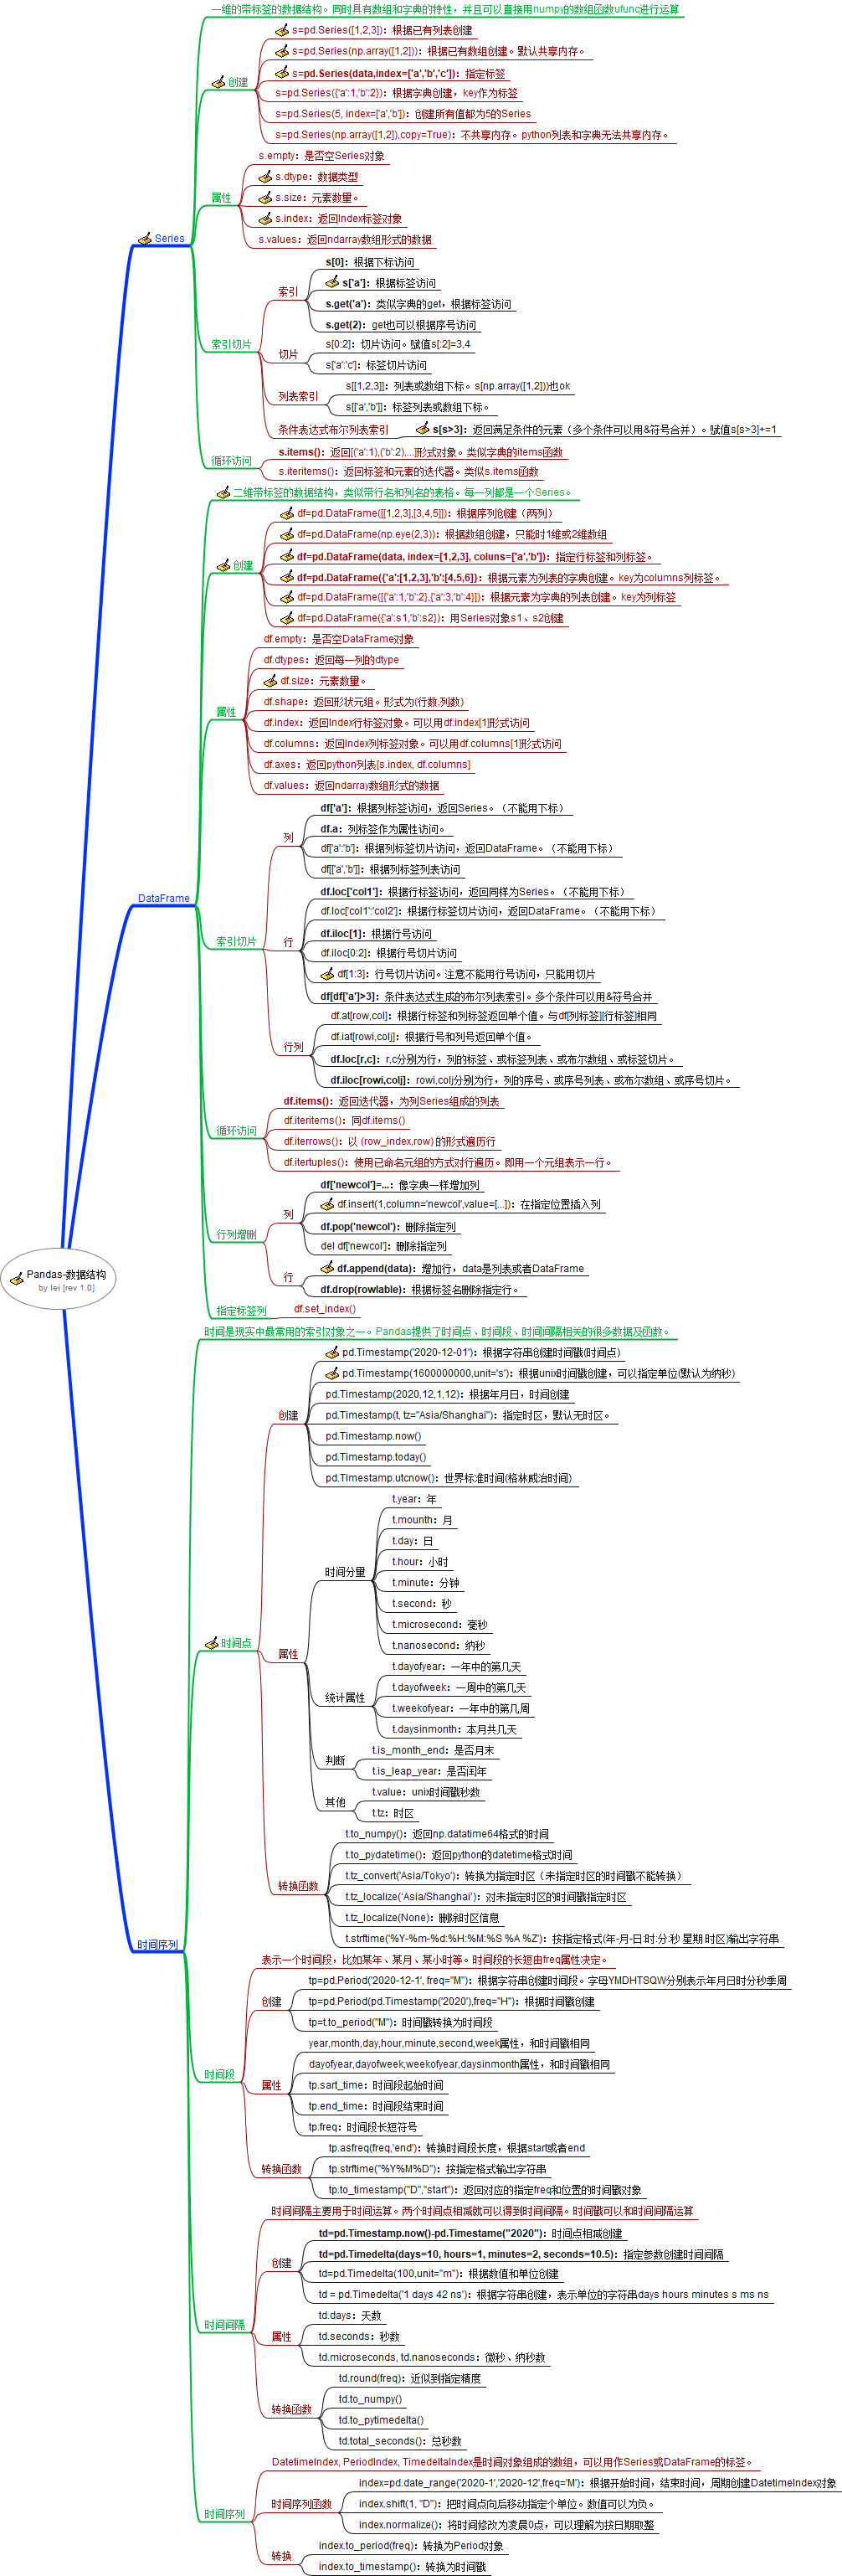 一维的带标签的数据结构。同时具有数组和字典的特性，并且可以直接用numpy的数组函数ufunc进行运算
s=pd.Series([1,2,3])：根据已有列表创建
s=pd.Series(np.array([1,2]))：根据已有数组创建。默认共享内存。
s=pd.Series(data,index=['a','b','c'])：指定标签
创建
s=pd.Series({'a':1,'b':2})：根据字典创建，key作为标签
s=pd.Series(5, index=['a','b'])：创建所有值都为5的Series
s=pd.Series(np.array([1,2]),copy=True)：不共享内存。python列表和字典无法共享内存。
s.empty：是否空Series对象
s.dtype：数据类型
属性
s.size：元素数量。
s.index：返回Index标签对象
s.values：返回ndarray数组形式的数据
Series
s[0]：根据下标访问
s['a']：根据标签访问
索引
s.get('a')：类似字典的get，根据标签访问
s.get(2)：get也可以根据序号访问
索引切片
s[0:2]：切片访问。赋值s[:2]=3,4
切片
s['a':'c']：标签切片访问
s[[1,2,3]]：列表或数组下标。s[np.array([1,2])]也ok
列表索引
s[['a','b']]：标签列表或数组下标。
条件表达式布尔列表索引
s[s>3]：返回满足条件的元素（多个条件可以用&符号合并）。赋值s[s>3]+=1
循环访问
s.items()：返回[('a':1),('b':2),...]形式对象。类似字典的items函数
s.iteritems()：返回标签和元素的迭代器。类似s.items函数
二维带标签的数据结构，类似带行名和列名的表格。每一列都是一个Series。
df=pd.DataFrame([[1,2,3],[3,4,5]])：根据序列创建（两列）
df=pd.DataFrame(np.eye(2,3))：根据数组创建，只能时1维或2维数组
df=pd.DataFrame(data, index=[1,2,3], coluns=['a','b'])：指定行标签和列标签。
创建
df=pd.DataFrame({'a':[1,2,3],'b':[4,5,6]}：根据元素为列表的字典创建。key为columns列标签。
df=pd.DataFrame([{'a':1,'b':2},{'a':3,'b':4}])：根据元素为字典的列表创建。key为列标签
df=pd.DataFrame({'a':s1,'b':s2})：用Series对象s1、s2创建
df.empty：是否空DataFrame对象
df.dtypes：返回每一列的dtype
df.size：元素数量。
df.shape：返回形状元组。形式为(行数,列数)
属性
df.index：返回Index行标签对象。可以用df.index[1]形式访问
df.columns：返回Index列标签对象。可以用df.columns[1]形式访问
df.axes：返回python列表[s.index, df.columns]
df.values：返回ndarray数组形式的数据
DataFrame
df['a']：根据列标签访问，返回Series。（不能用下标）
df.a：列标签作为属性访问。
列
df['a':'b']：根据列标签切片访问，返回DataFrame。（不能用下标）
df[['a','b']]：根据列标签列表访问
df.loc['col1']：根据行标签访问，返回同样为Series。（不能用下标）
df.loc['col1':'col2']：根据行标签切片访问，返回DataFrame。（不能用下标）
索引切片
df.iloc[1]：根据行号访问
行
df.iloc[0:2]：根据行号切片访问
df[1:3]：行号切片访问。注意不能用行号访问，只能用切片
df[df['a']>3]：条件表达式生成的布尔列表索引。多个条件可以用&符号合并
df.at[row,col]：根据行标签和列标签返回单个值。与df[列标签][行标签]相同
df.iat[rowi,colj]：根据行号和列号返回单个值。
行列
df.loc[r,c]：r,c分别为行，列的标签、或标签列表、或布尔数组、或标签切片。
df.iloc[rowi,colj]：rowi,colj分别为行，列的序号、或序号列表、或布尔数组、或序号切片。
df.items()：返回迭代器，为列Series组成的列表
df.iteritems()：同df.items()
循环访问
df.iterrows()：以 (row_index,row) 的形式遍历行
df.itertuples()：使用已命名元组的方式对行遍历。即用一个元组表示一行。
df['newcol']=...：像字典一样增加列
df.insert(1,column='newcol',value=[...])：在指定位置插入列
列
df.pop('newcol')：删除指定列
行列增删
del df['newcol']：删除指定列
df.append(data)：增加行，data是列表或者DataFrame
行
df.drop(rowlable)：根据标签名删除指定行。
Pandas-数据结构
by lei [rev 1.0]
指定标签列
df.set_index()
时间是现实中最常用的索引对象之一。Pandas提供了时间点、时间段、时间间隔相关的很多数据及函数。
pd.Timestamp('2020-12-01')：根据字符串创建时间戳(时间点)
pd.Timestamp(1600000000,unit='s')：根据unix时间戳创建，可以指定单位(默认为纳秒)
pd.Timestamp(2020,12,1,12)：根据年月日，时间创建
创建
pd.Timestamp(t, tz="Asia/Shanghai")：指定时区，默认无时区。
pd.Timestamp.now()
pd.Timestamp.today()
pd.Timestamp.utcnow()：世界标准时间(格林威治时间)
t.year：年
t.mounth：月
t.day：日
t.hour：小时
时间分量
t.minute：分钟
t.second：秒
t.microsecond：毫秒
t.nanosecond：纳秒
时间点
属性
t.dayofyear：一年中的第几天
t.dayofweek：一周中的第几天
统计属性
t.weekofyear：一年中的第几周
t.daysinmonth：本月共几天
t.is_month_end：是否月末
判断
t.is_leap_year：是否闰年
t.value：unix时间戳秒数
其他
t.tz：时区
t.to_numpy()：返回np.datatime64格式的时间
t.to_pydatetime()：返回python的datetime格式时间
t.tz_convert('Asia/Tokyo')：转换为指定时区（未指定时区的时间戳不能转换）
转换函数
t.tz_localize('Asia/Shanghai')：对未指定时区的时间戳指定时区
t.tz_localize(None)：删除时区信息
t.strftime('%Y-%m-%d:%H:%M:%S %A %Z')：按指定格式(年-月-日:时:分:秒 星期 时区)输出字符串
时间序列
表示一个时间段，比如某年、某月、某小时等。时间段的长短由freq属性决定。
tp=pd.Period('2020-12-1', freq="M")：根据字符串创建时间段。字母YMDHTSQW分别表示年月日时分秒季周
创建
tp=pd.Period(pd.Timestamp('2020'),freq="H")：根据时间戳创建
tp=t.to_period("M")：时间戳转换为时间段
year,month,day,hour,minute,second,week属性，和时间戳相同
dayofyear,dayofweek,weekofyear,daysinmonth属性，和时间戳相同
时间段
属性
tp.sart_time：时间段起始时间
tp.end_time：时间段结束时间
tp.freq：时间段长短符号
tp.asfreq(freq,'end')：转换时间段长度，根据start或者end
转换函数
tp.strftime("%Y%M%D")：按指定格式输出字符串
tp.to_timestamp("D","start")：返回对应的指定freq和位置的时间戳对象
时间间隔主要用于时间运算。两个时间点相减就可以得到时间间隔。时间戳可以和时间间隔运算
td=pd.Timestamp.now()-pd.Timestame("2020")：时间点相减创建
创建
td=pd.Timedelta(days=10, hours=1, minutes=2, seconds=10.5)：指定参数创建时间间隔
td=pd.Timedelta(100,unit="m")：根据数值和单位创建
td = pd.Timedelta('1 days 42 ns')：根据字符串创建，表示单位的字符串days hours minutes s ms ns
时间间隔
td.days：天数
属性
td.seconds：秒数
td.microseconds, td.nanoseconds：微秒、纳秒数
td.round(freq)：近似到指定精度
td.to_numpy()
转换函数
td.to_pytimedelta()
td.total_seconds()：总秒数
DatetimeIndex, PeriodIndex, TimedeltaIndex是时间对象组成的数组，可以用作Series或DataFrame的标签。
index=pd.date_range('2020-1','2020-12',freq='M')：根据开始时间，结束时间，周期创建DatetimeIndex对象
时间序列函数
index.shift(1, "D")：把时间点向后移动指定个单位。数值可以为负。
时间序列
index.normalize()：将时间修改为凌晨0点，可以理解为按日期取整
index.to_period(freq)：转换为Period对象
转换
index.to_timestamp()：转换为时间戳